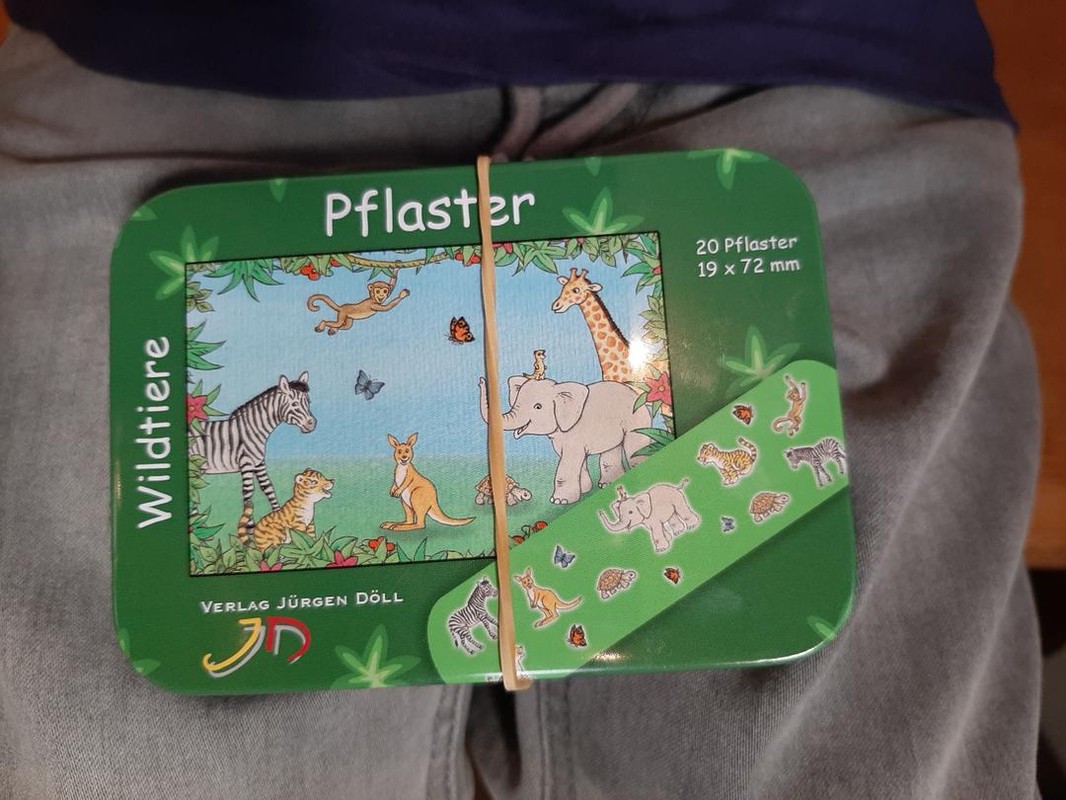 Pflaster
20 Pflaster
19 x 72 mm
Wildtiere
VERLAG JÜRGEN DÖLL
JD